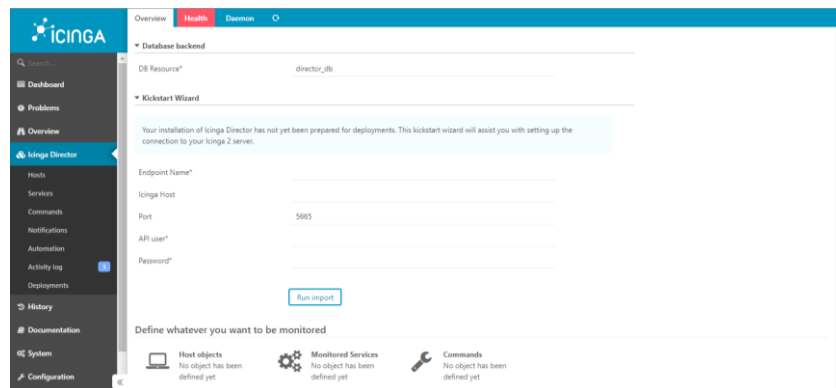 Overview Health Daemon
ICINGA
Search ...
Dashboard
Problems
Overview
Icinga Director
Hosts
Services
Commands
Notifications
Automation
Activity log
Deployments
History
Documentation
System
Configuration
Database backend
DB Resource* director_db
Kickstart Wizard
Your installation of Icinga Director has not yet been prepared for deployments. This kickstart wizard will assist you with setting up the
connection to your Icinga 2 server.
Endpoint Name*
Icinga Host
Port 5665
API user*
Password*
Run import
Define whatever you want to be monitored
Host objects
No object has been
defined yet
Monitored Services
No object has been
defined yet
Commands
No object has been
defined yet